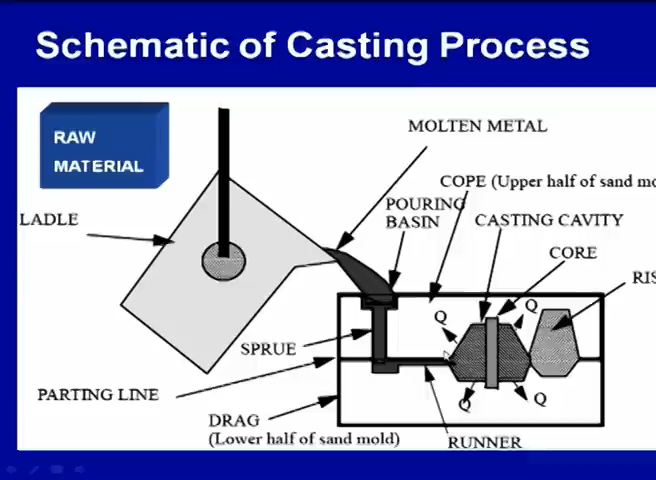 Schematic of Casting Process
RAW
MATERIAL
MOLTEN METAL
COPE (Upper half of sand mo
POURING
BASIN
LADLE
CASTING CAVITY
CORE
RIS
Q
Q
SPRUE
PARTING LINE
Q
Q
DRAG
(Lower half of sand mold)
RUNNER